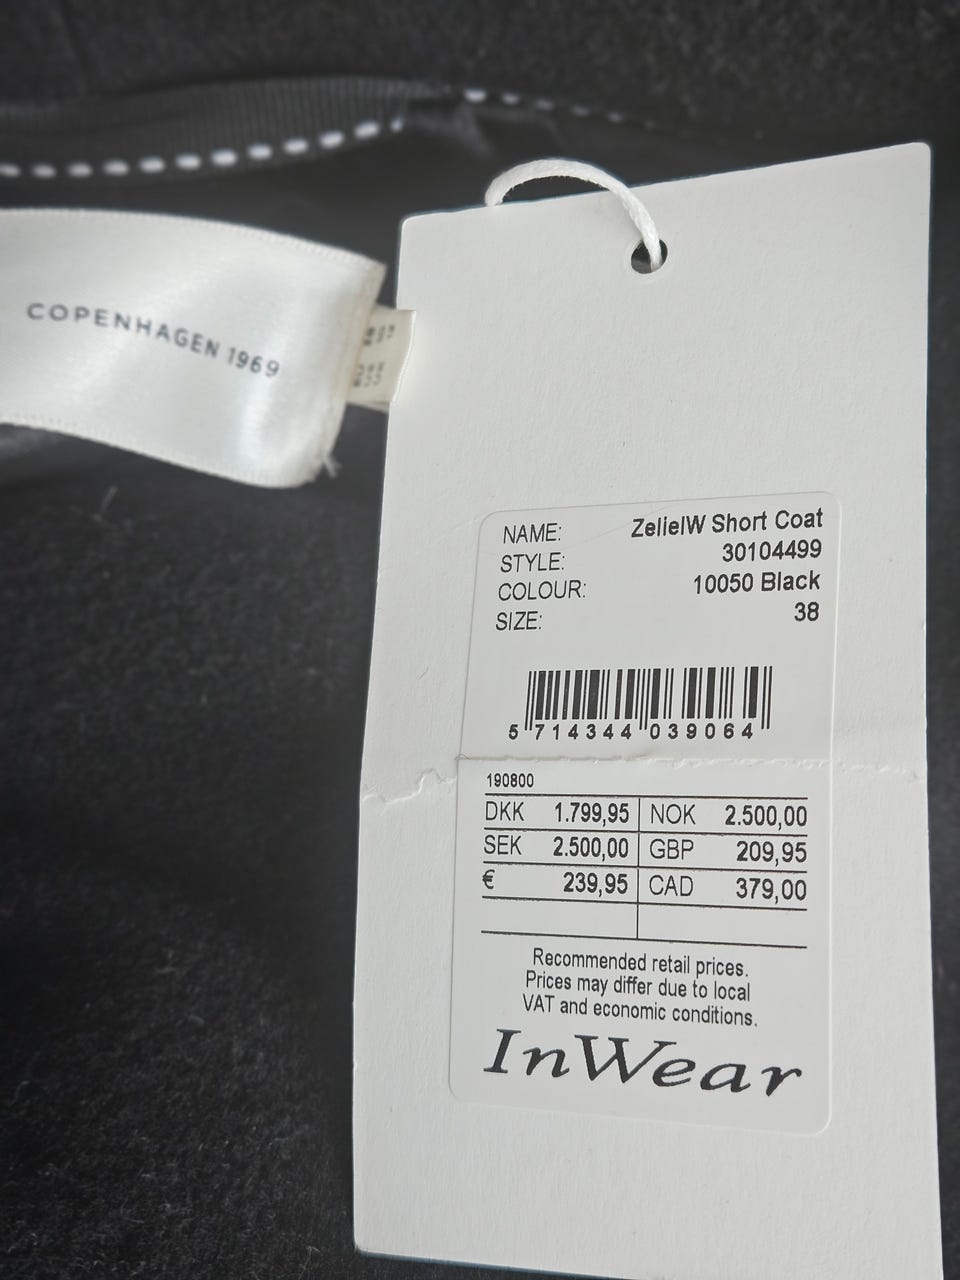 COPENHAGEN 1969
NAME: ZelieIW Short Coat
STYLE: 30104499
COLOUR: 10050 Black
SIZE: 38
5 714344 039064
190800
DKK 1.799,95 NOK 2.500,00
SEK 2.500,00 GBP 209,95
€ 239,95 CAD 379,00
Recommended retail prices.
Prices may differ due to local
VAT and economic conditions.
InWear